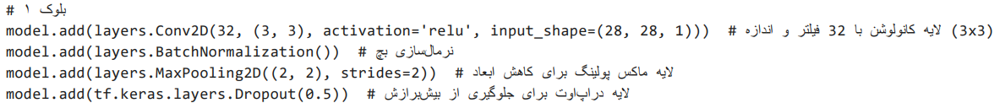 # بلوک ۱
model.add(layers.Conv2D(32, (3, 3), activation='relu', input_shape=(28, 28, 1))) # لایه کانولوشن با 32 فیلتر و اندازه (3x3)
model.add(layers.BatchNormalization()) # نرمال‌سازی بچ
model.add(layers.MaxPooling2D((2, 2), strides=2)) # لایه ماکس پولینگ برای کاهش ابعاد
model.add(tf.keras.layers.Dropout(0.5)) # لایه دراپ‌اوت برای جلوگیری از بیش‌برازش